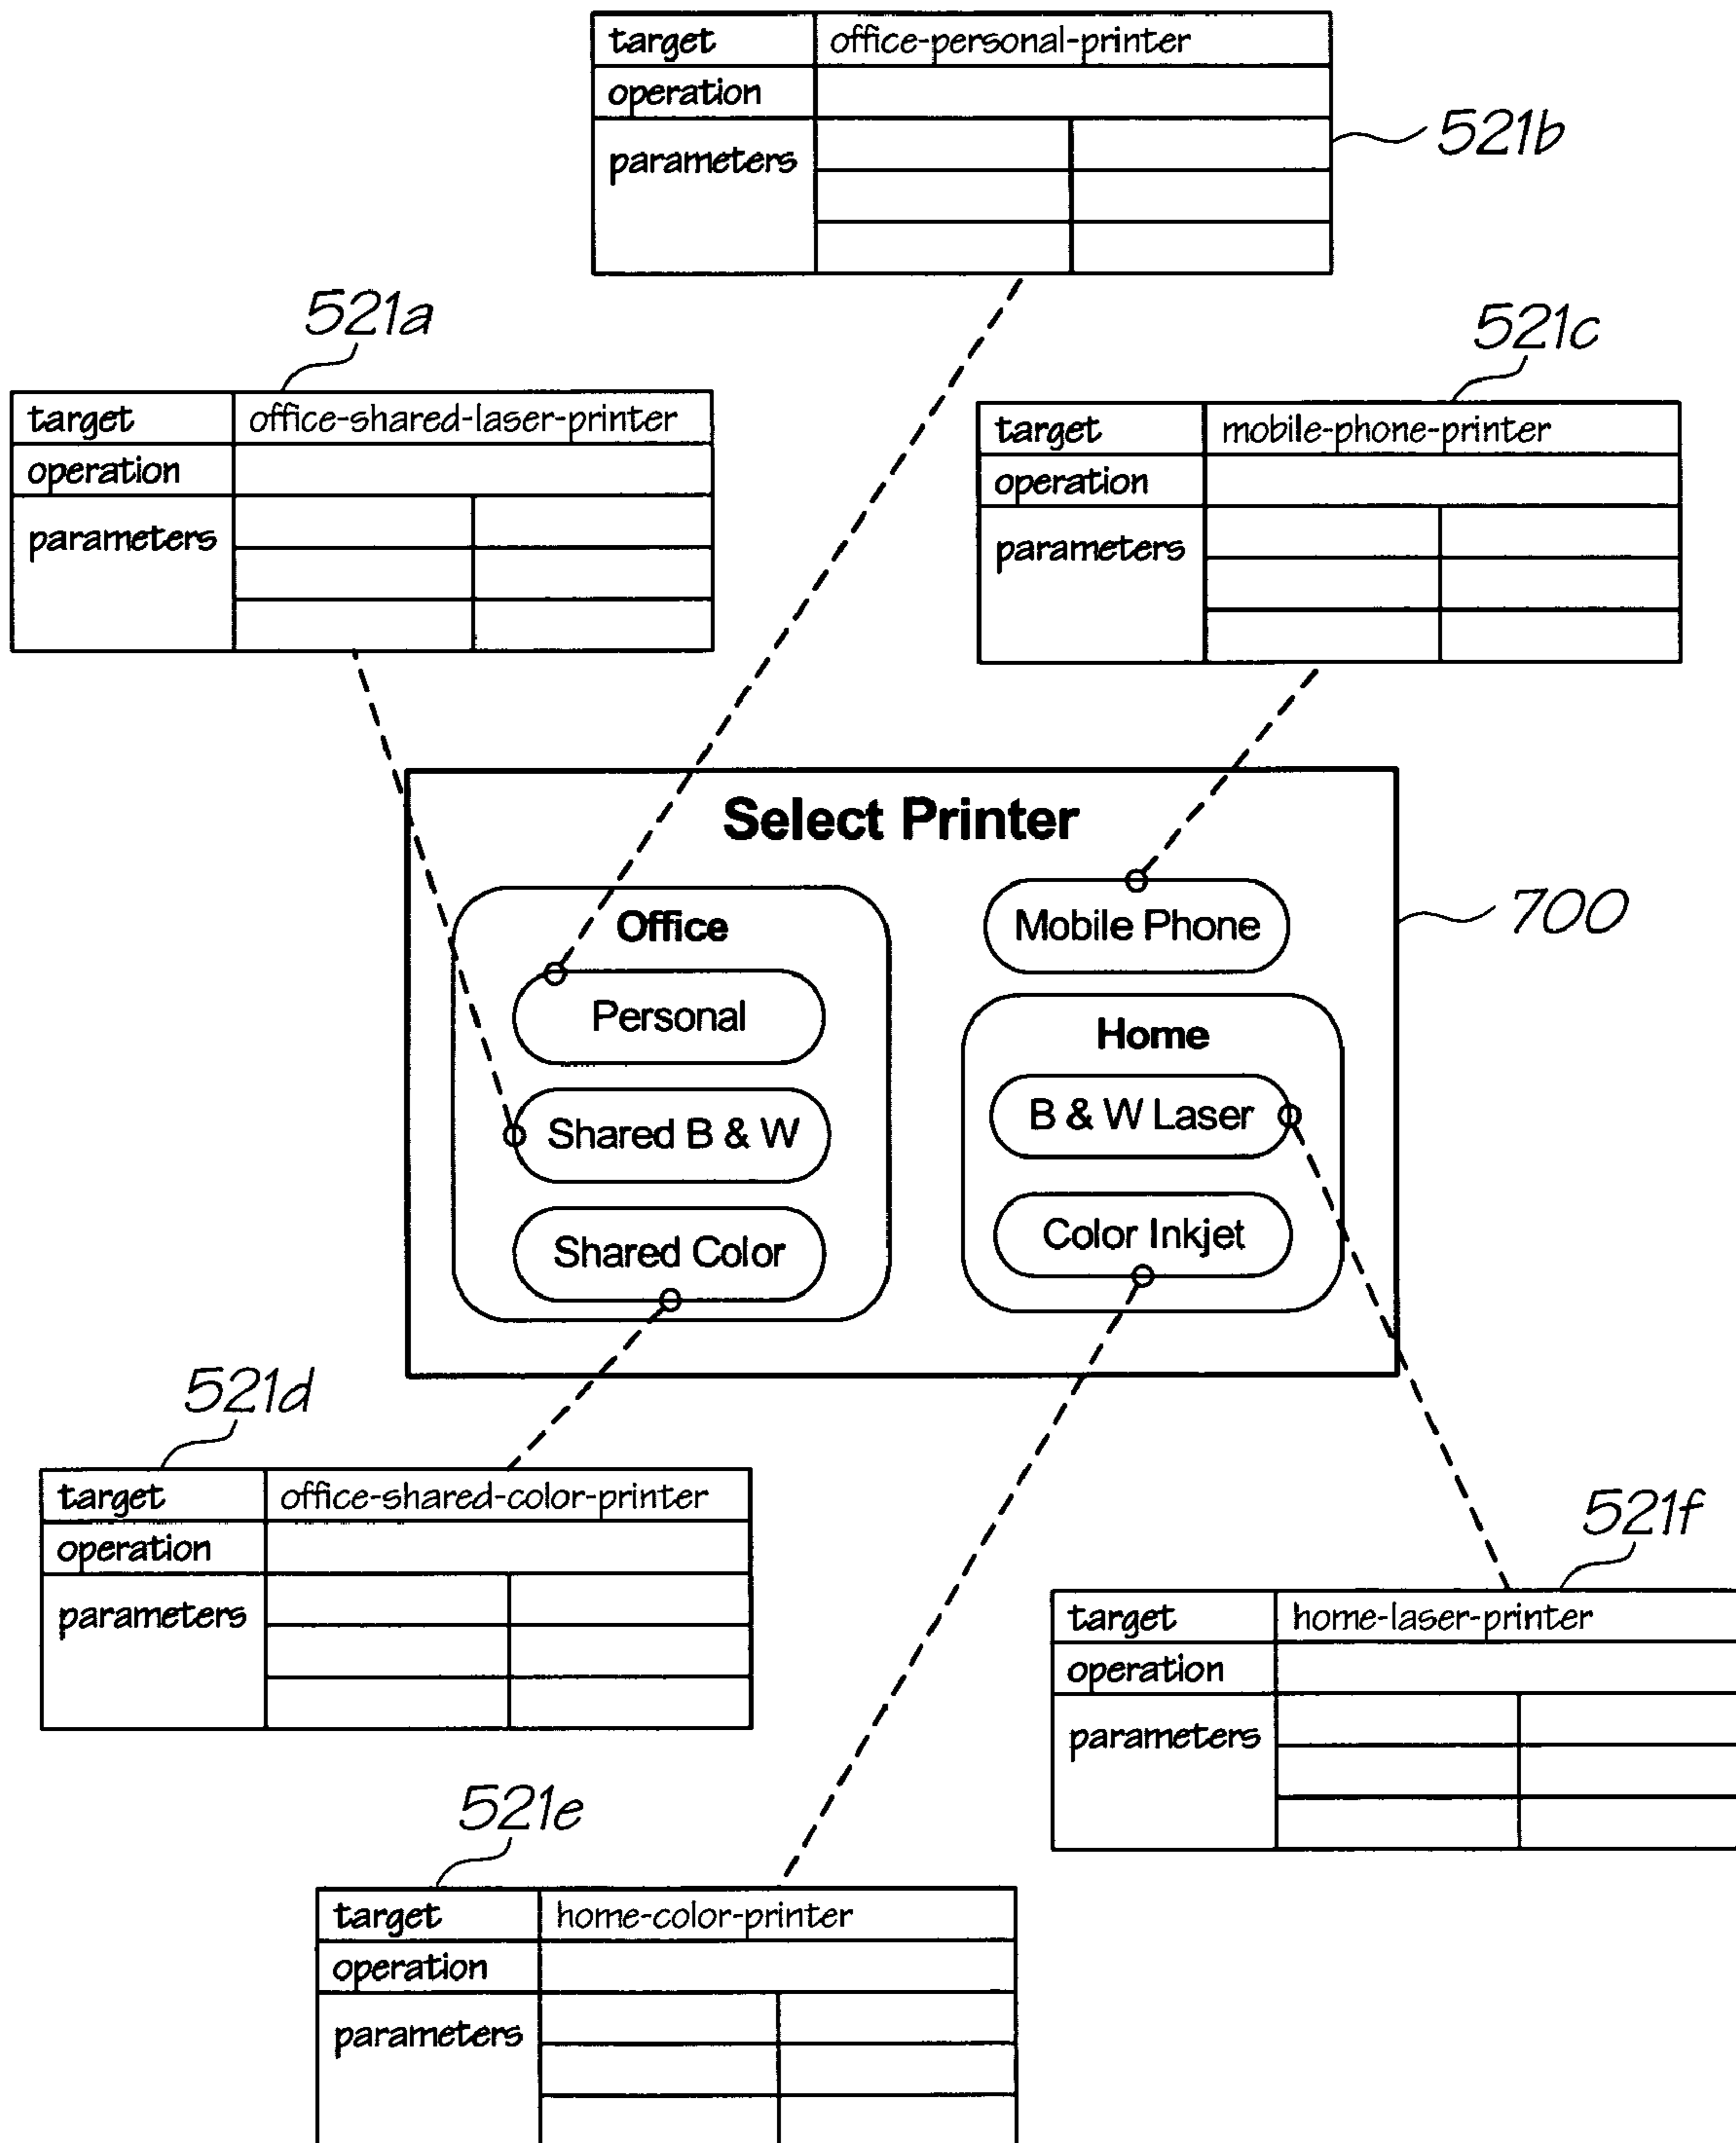 target office-personal-printer
operation
parameters
521b
521a
521c
target office-shared-laser-printer
operation
parameters
target mobile-phone-printer
operation
parameters
Select Printer
Office
Personal
Shared B & W
Shared Color
Mobile Phone
700
Home
B & W Laser
Color Inkjet
521d
target office-shared-color-printer
operation
parameters
521f
target home-laser-printer
operation
parameters
521e
target home-color-printer
operation
parameters